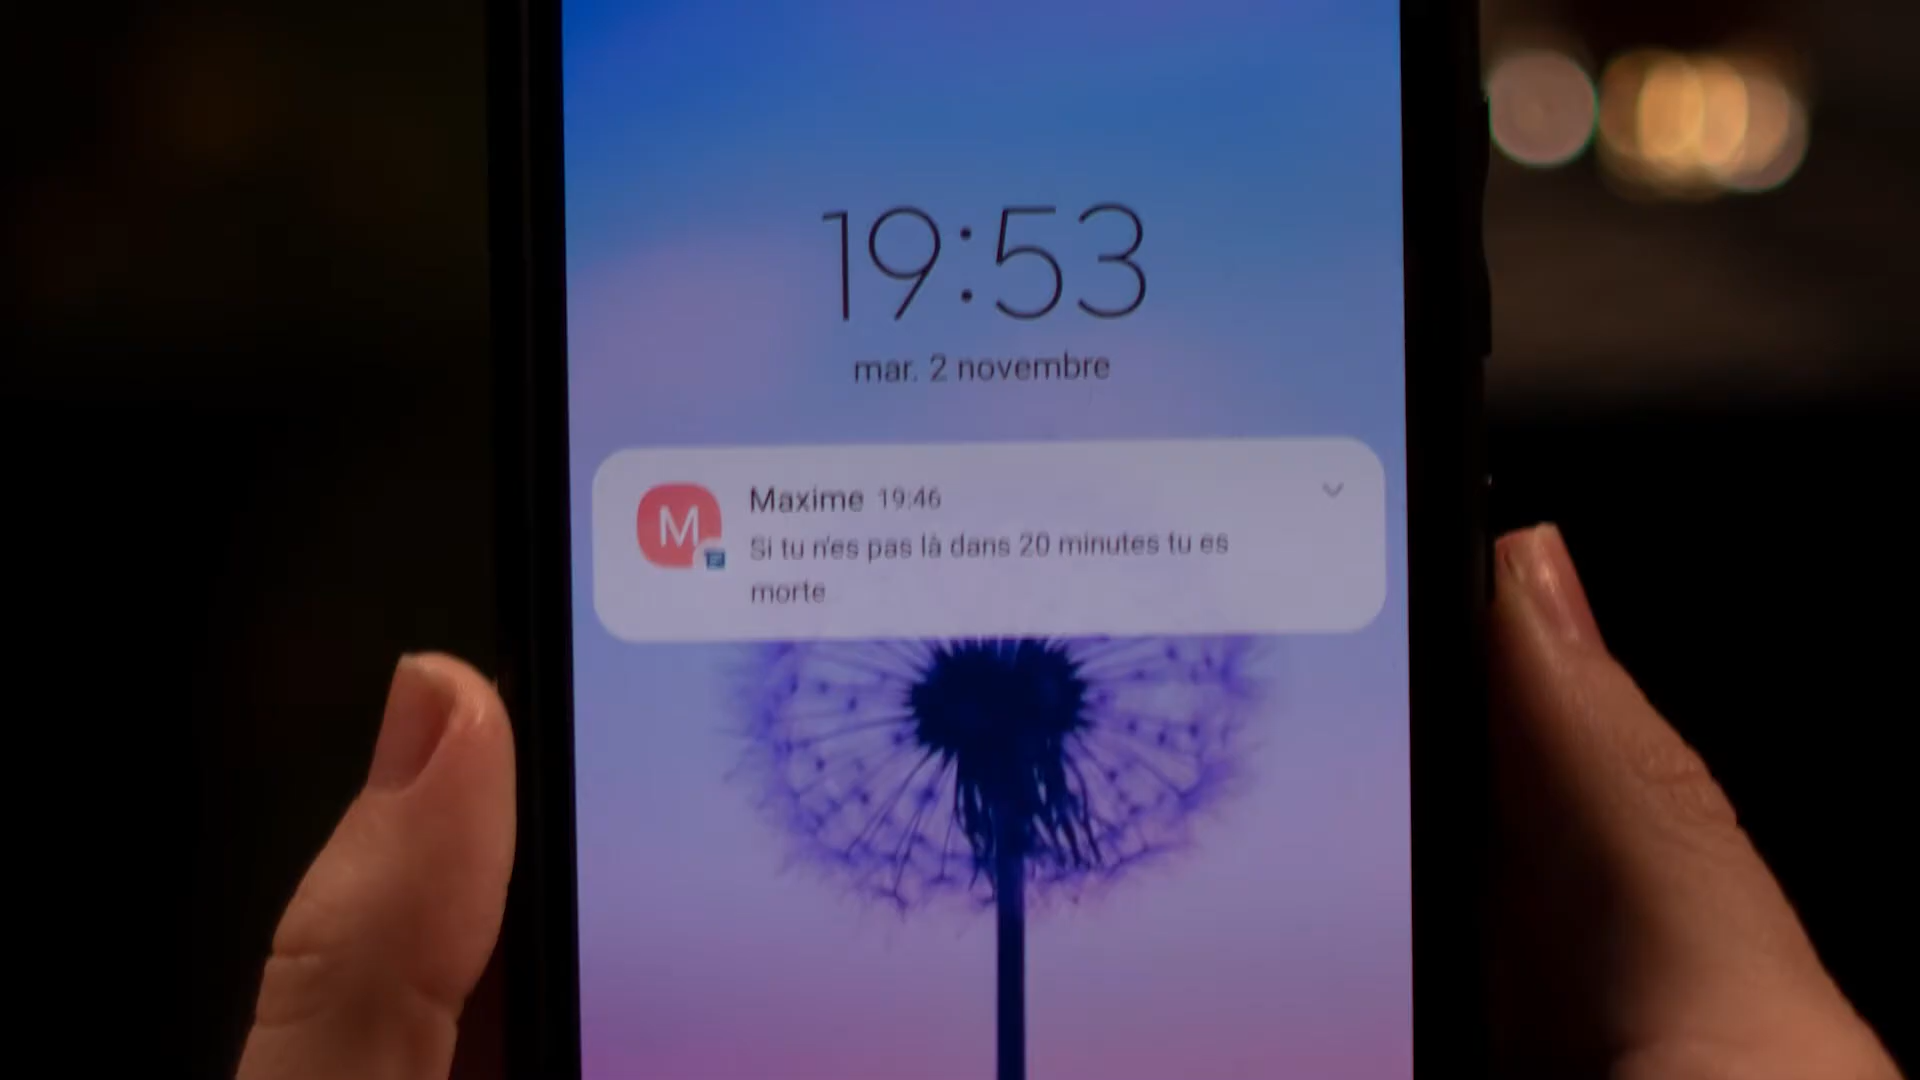 19:53
mar. 2 novembre
M
Maxime 19:46
Si tu n'es pas là dans 20 minutes tu es
morte